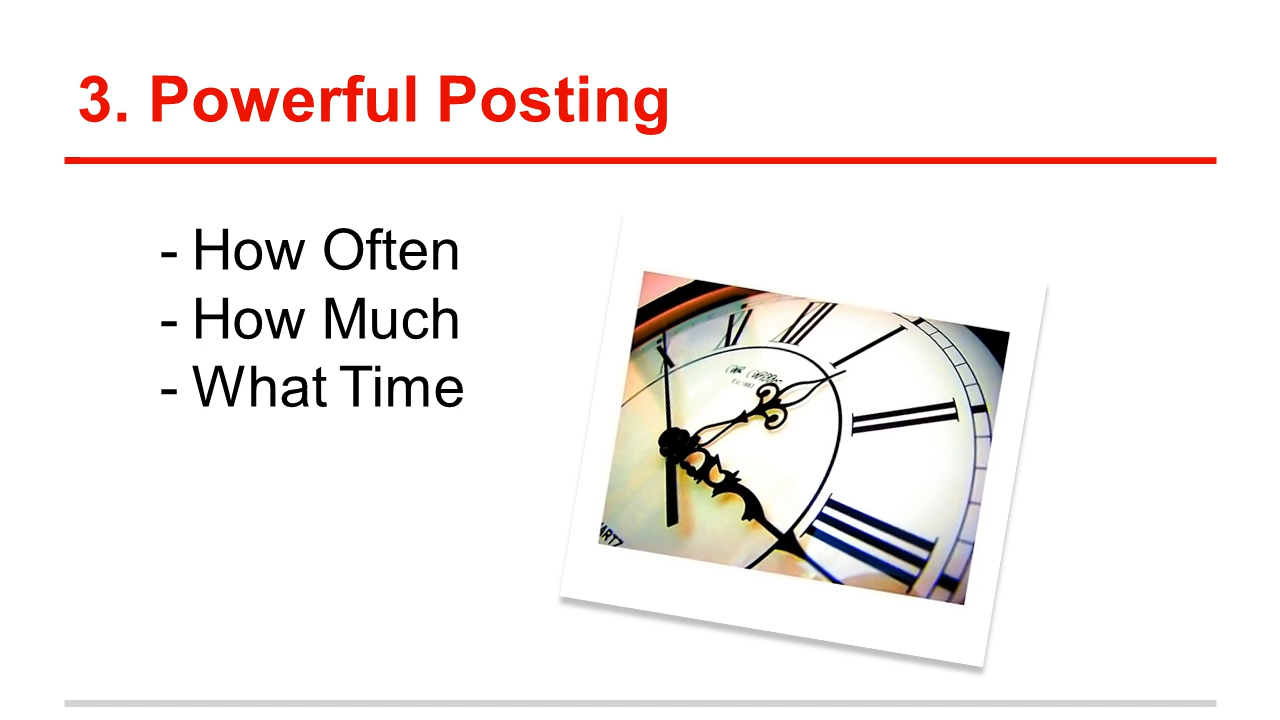 3. Powerful Posting
- How Often
- How Much
- What Time